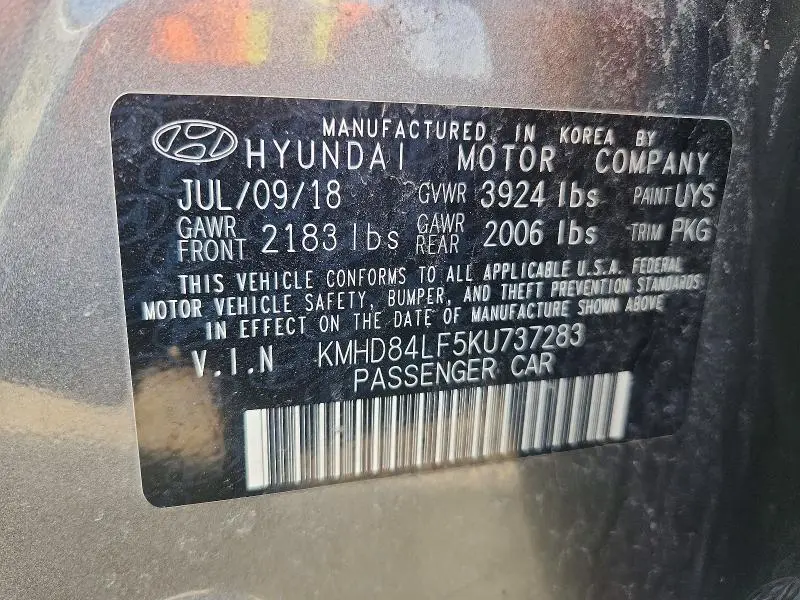 MANUFACTURED IN KOREA BY
HYUNDAI MOTOR COMPANY
JUL/09/18 GVWR 3924 lbs PAINT UYS
GAWR FRONT 2183 lbs GAWR REAR 2006 lbs TRIM PKG
THIS VEHICLE CONFORMS TO ALL APPLICABLE U.S.A. FEDERAL
MOTOR VEHICLE SAFETY, BUMPER, AND THEFT PREVENTION STANDARDS
IN EFFECT ON THE DATE OF MANUFACTURE SHOWN ABOVE
V.I.N KMHD84LF5KU737283
PASSENGER CAR